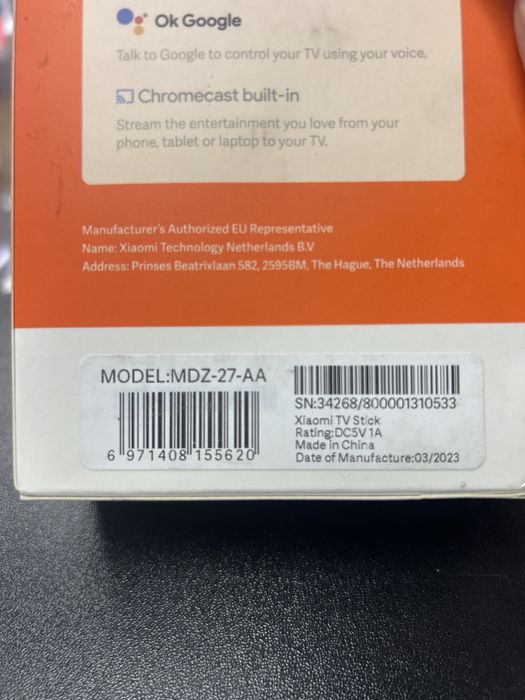 Ok Google
Talk to Google to control your TV using your voice.
Chromecast built-in
Stream the entertainment you love from your
phone, tablet or laptop to your TV.
Manufacturer's Authorized EU Representative
Name: Xiaomi Technology Netherlands B.V
Address: Prinses Beatrixlaan 582, 2595BM, The Hague, The Netherlands
MODEL:MDZ-27-AA
6 971408 155620
SN:34268/800001310533
Xiaomi TV Stick
Rating:DC5V 1A
Made in China
Date of Manufacture:03/2023